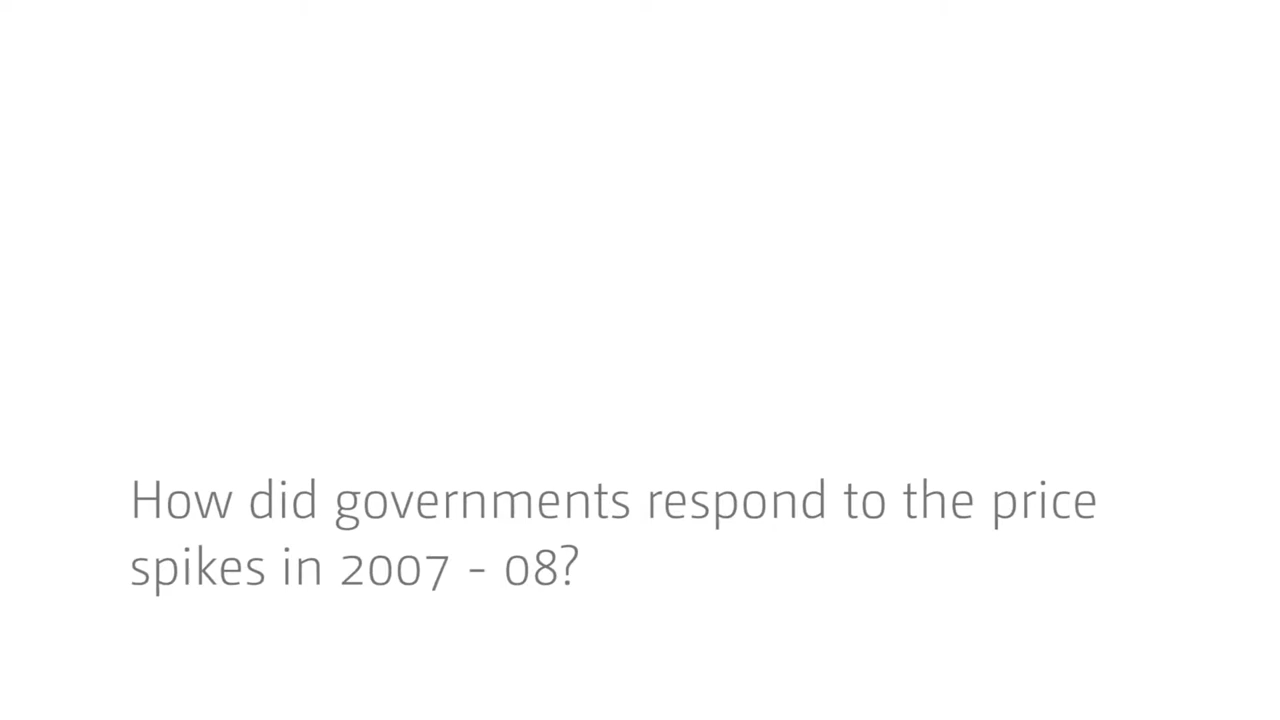 How did governments respond to the price
spikes in 2007 - 08?